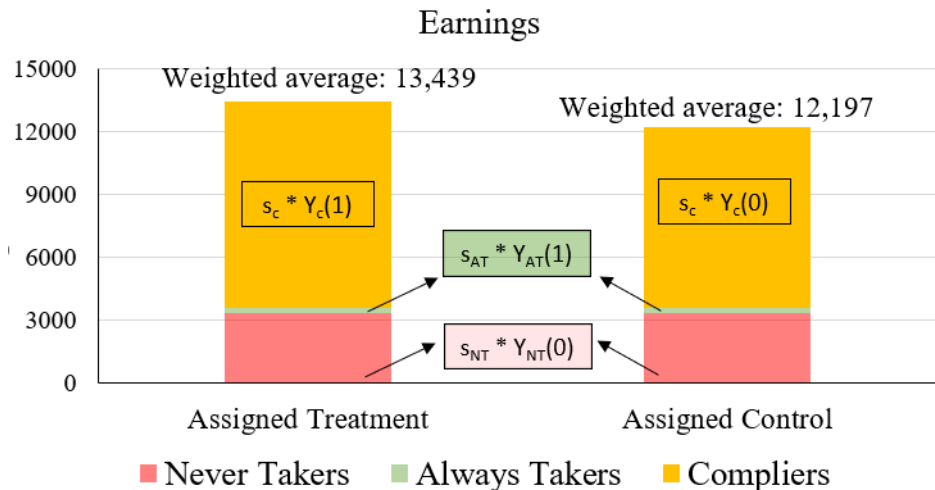 Earnings
15000
Weighted average: 13,439
Weighted average: 12,197
12000
9000
s_c * Y_c(1)
s_c * Y_c(0)
6000
s_AT * Y_AT(1)
3000
s_NT * Y_NT(0)
0
Assigned Treatment
Assigned Control
Never Takers
Always Takers
Compliers